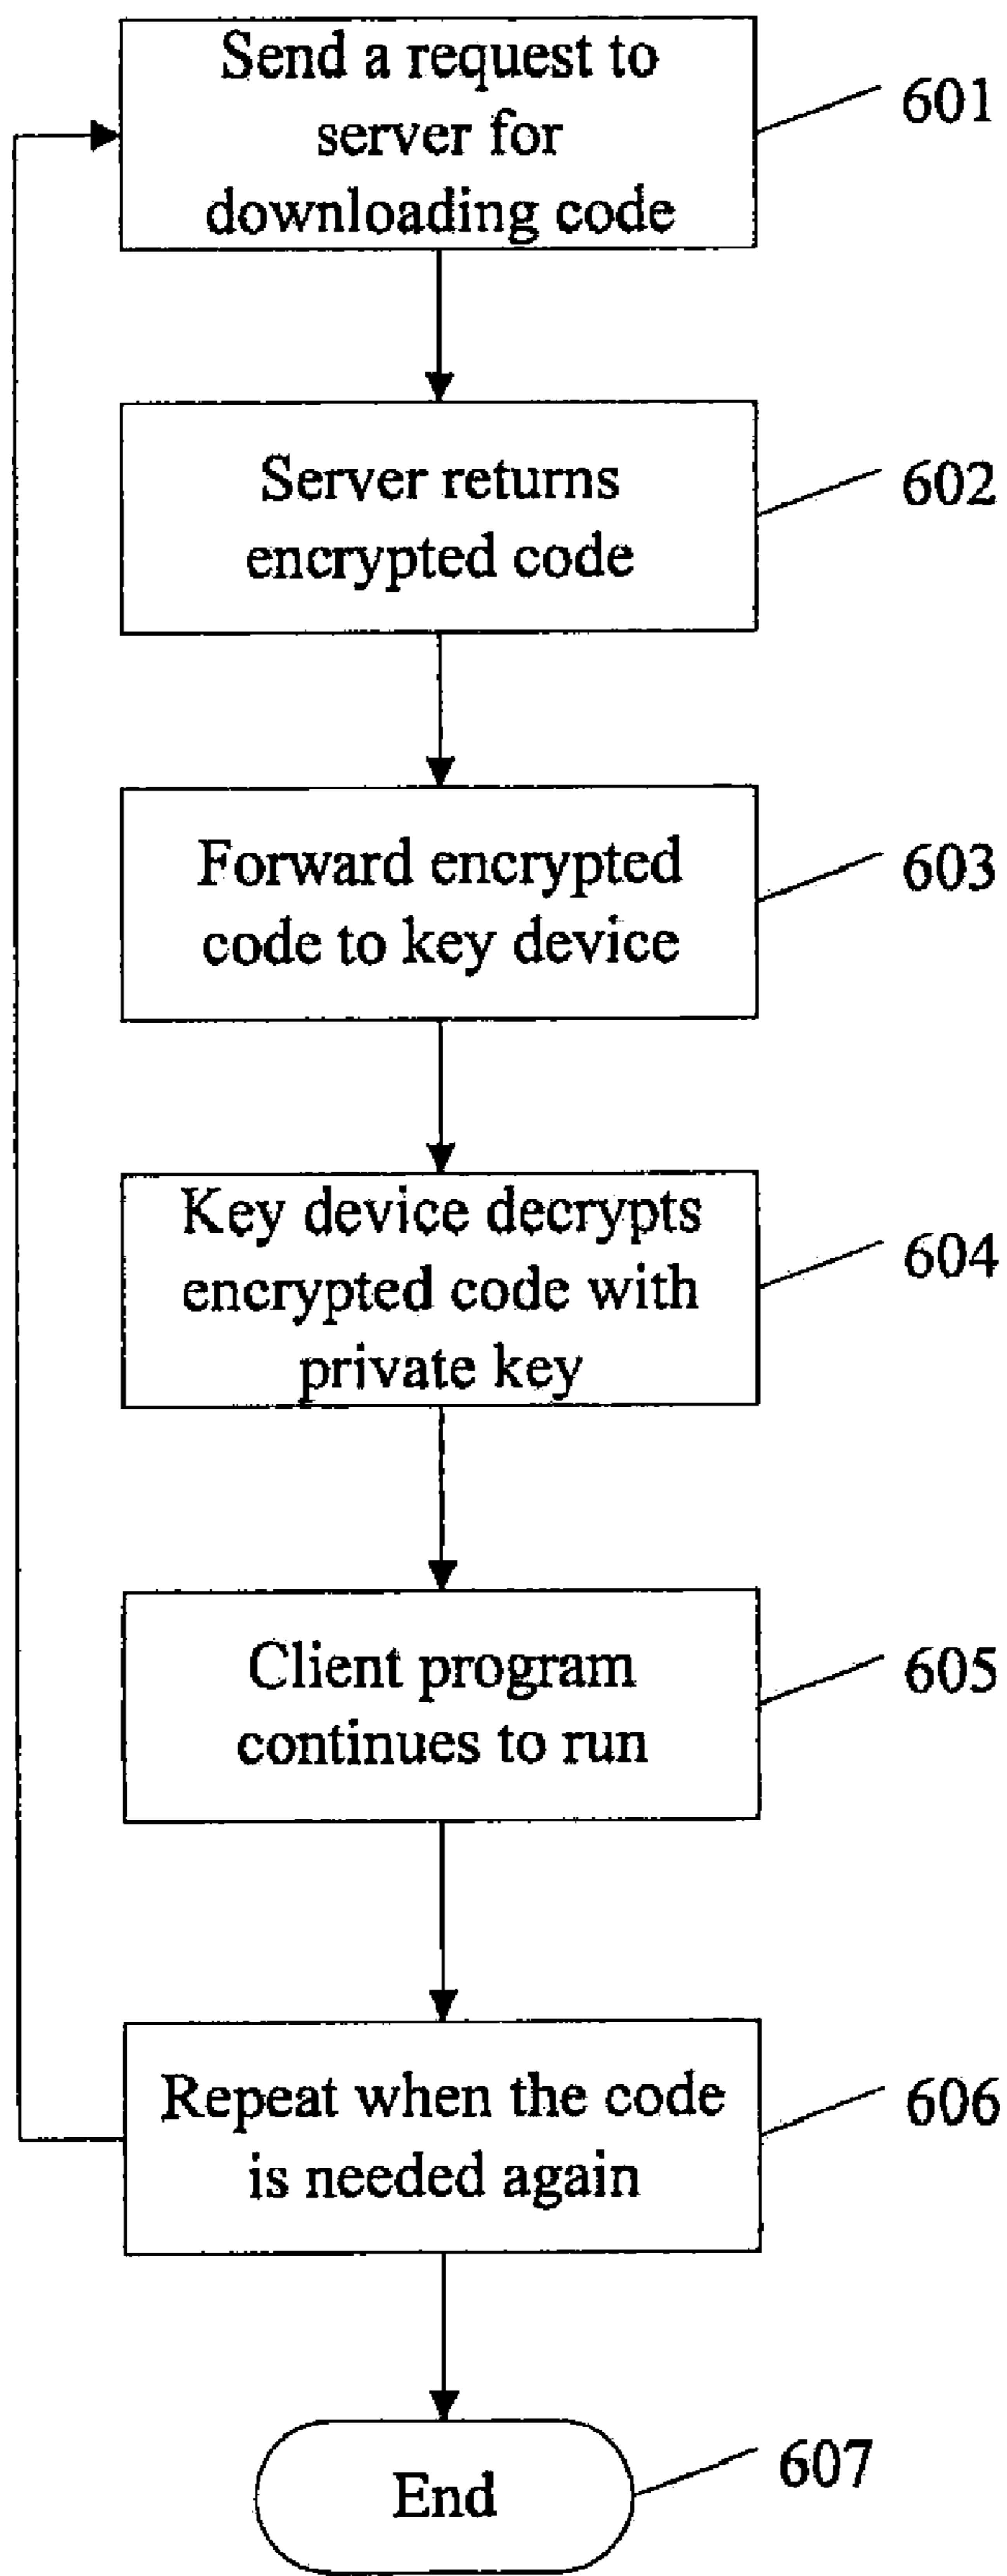 Send a request to
server for
downloading code
601
Server returns
encrypted code
602
Forward encrypted
code to key device
603
Key device decrypts
encrypted code with
private key
604
Client program
continues to run
605
Repeat when the code
is needed again
606
End
607